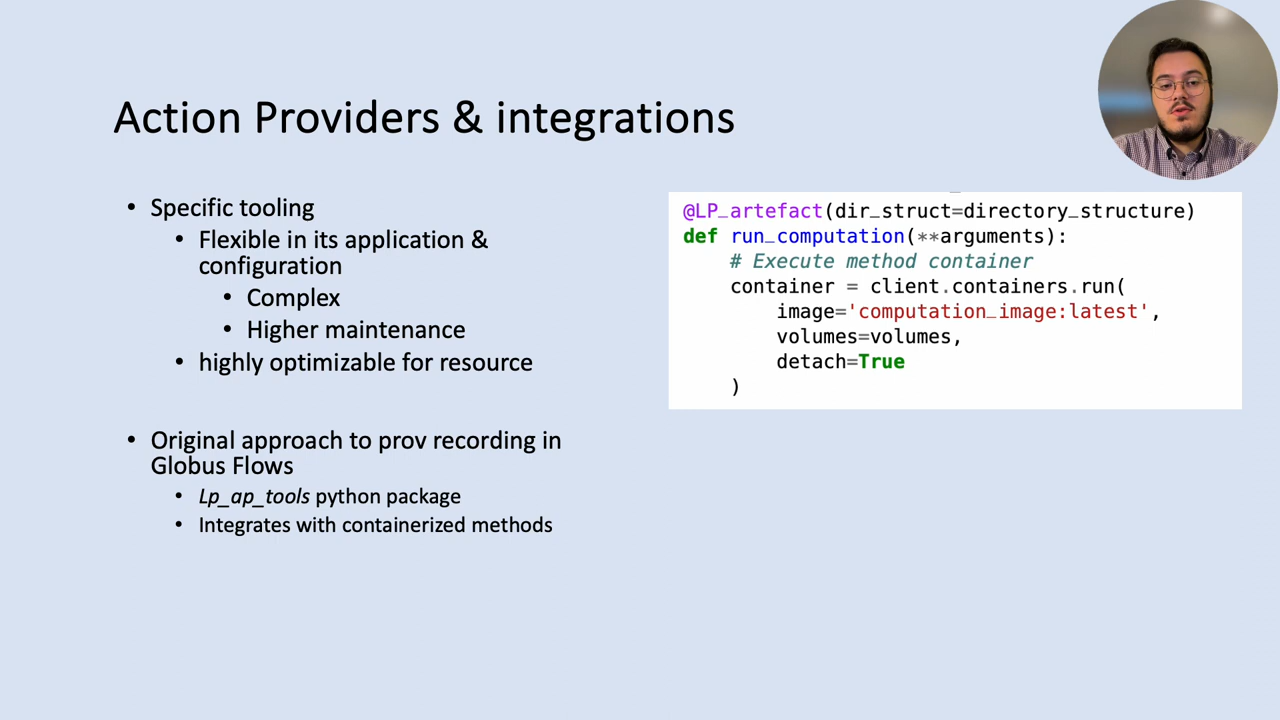 Action Providers & integrations
• Specific tooling
• Flexible in its application &
configuration
• Complex
• Higher maintenance
• highly optimizable for resource
• Original approach to prov recording in
Globus Flows
• Lp_ap_tools python package
• Integrates with containerized methods
@LP_artefact(dir_struct=directory_structure)
def run_computation(**arguments):
    # Execute method container
    container = client.containers.run(
        image='computation_image:latest',
        volumes=volumes,
        detach=True
    )